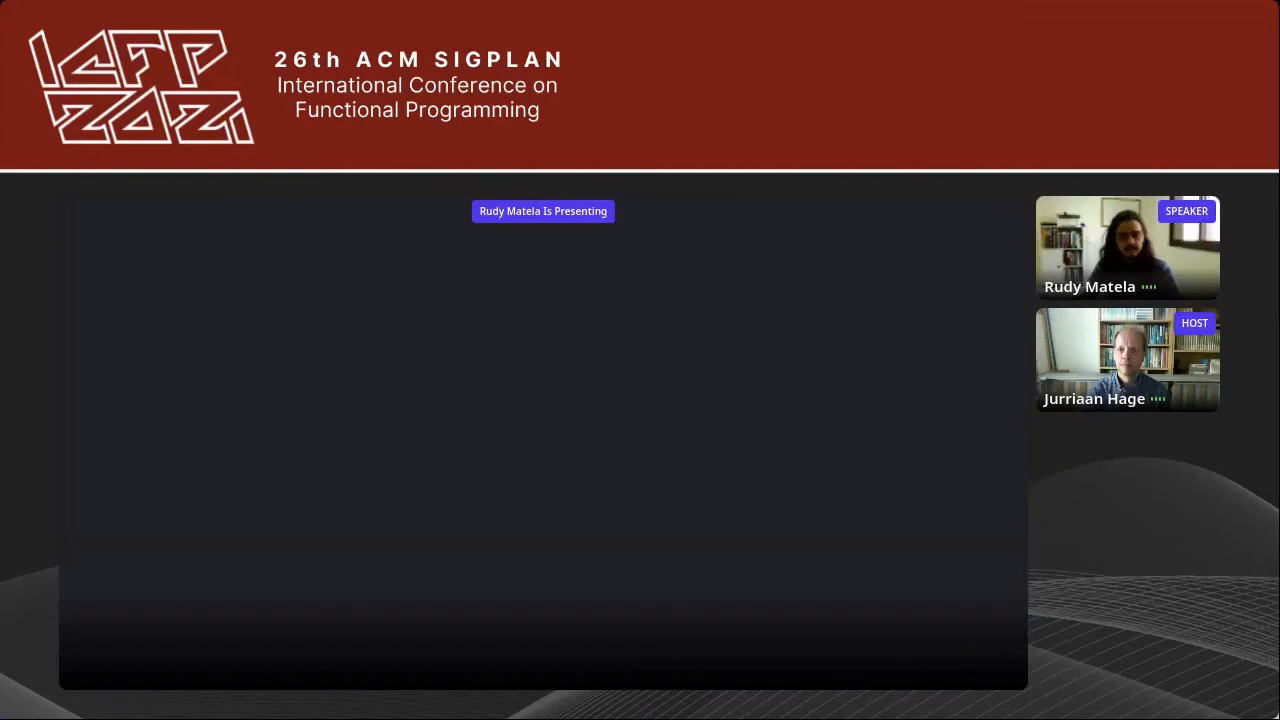 ICFP
2021
26th ACM SIGPLAN
International Conference on
Functional Programming
Rudy Matela Is Presenting
SPEAKER
Rudy Matela
HOST
Jurriaan Hage